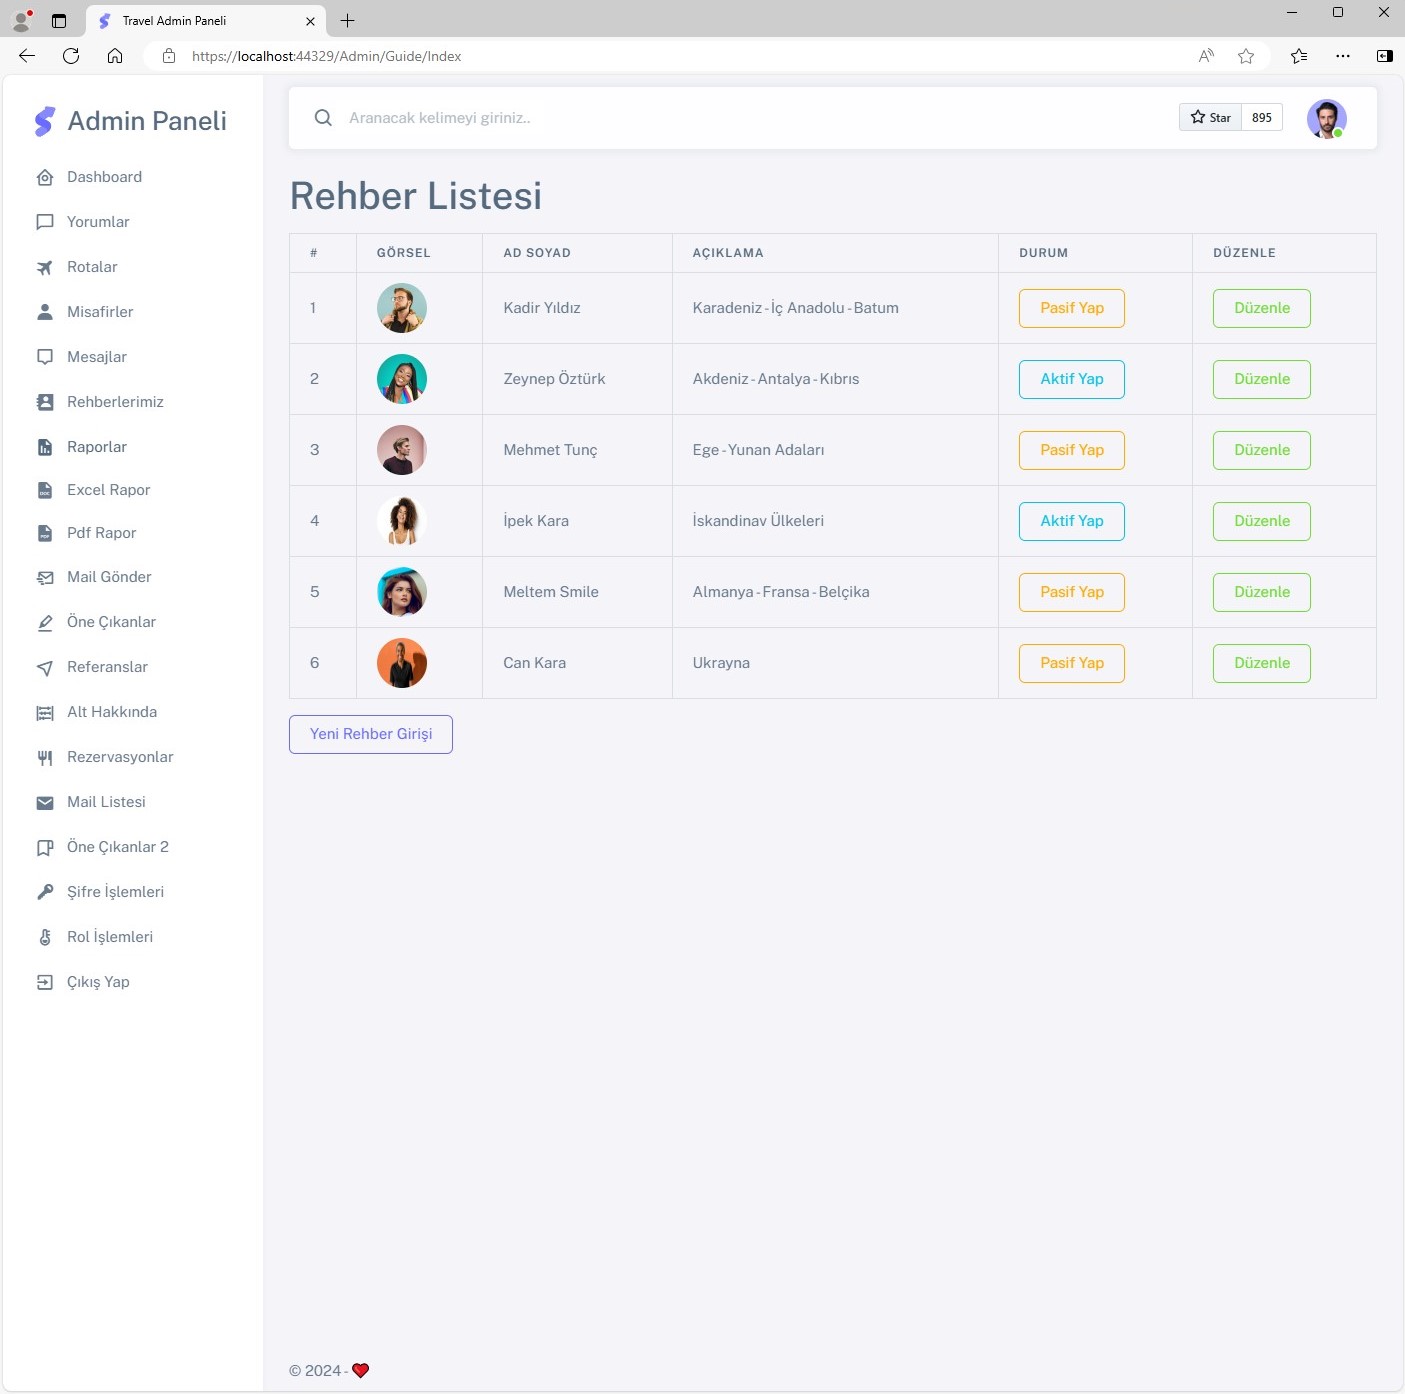 Travel Admin Paneli
https://localhost:44329/Admin/Guide/Index
Admin Paneli
Dashboard
Yorumlar
Rotalar
Misafirler
Mesajlar
Rehberlerimiz
Raporlar
Excel Rapor
Pdf Rapor
Mail Gönder
Öne Çıkanlar
Referanslar
Alt Hakkında
Rezervasyonlar
Mail Listesi
Öne Çıkanlar 2
Şifre İşlemleri
Rol İşlemleri
Çıkış Yap
Aranacak kelimeyi giriniz..
Star 895
Rehber Listesi
# GÖRSEL AD SOYAD AÇIKLAMA DURUM DÜZENLE
1 Kadir Yıldız Karadeniz - İç Anadolu - Batum Pasif Yap Düzenle
2 Zeynep Öztürk Akdeniz - Antalya - Kıbrıs Aktif Yap Düzenle
3 Mehmet Tunç Ege - Yunan Adaları Pasif Yap Düzenle
4 İpek Kara İskandinav Ülkeleri Aktif Yap Düzenle
5 Meltem Smile Almanya - Fransa - Belçika Pasif Yap Düzenle
6 Can Kara Ukrayna Pasif Yap Düzenle
Yeni Rehber Girişi
© 2024 - ❤️